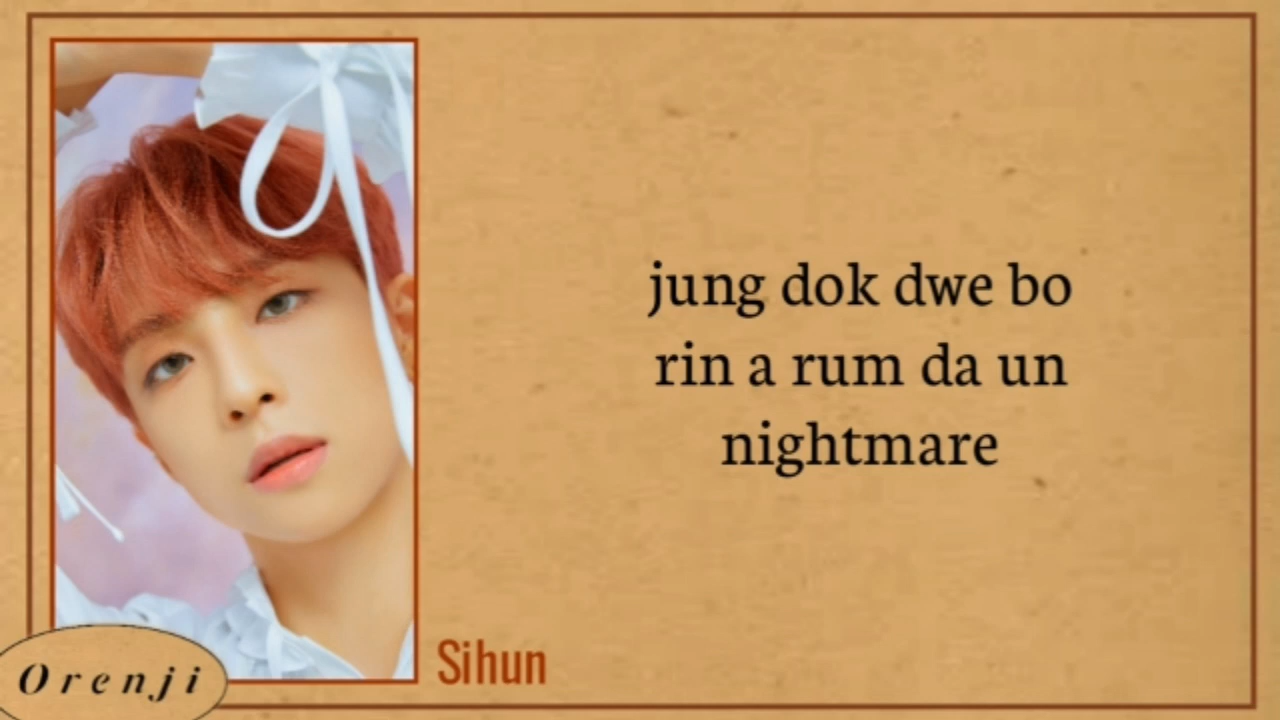 jung dok dwe bo
rin a rum da un
nightmare
Sihun
Orenji